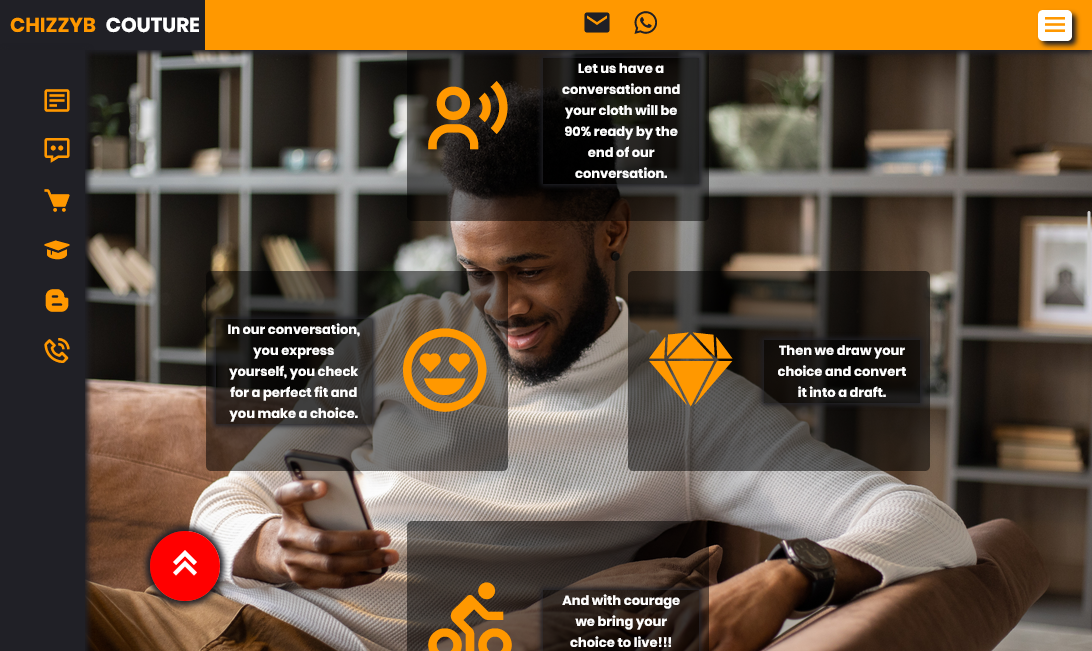 CHIZZYB COUTURE
Let us have a
conversation and
your cloth will be
90% ready by the
end of our
conversation.
In our conversation,
you express
yourself, you check
for a perfect fit and
you make a choice.
Then we draw your
choice and convert
it into a draft.
And with courage
we bring your
choice to live!!!